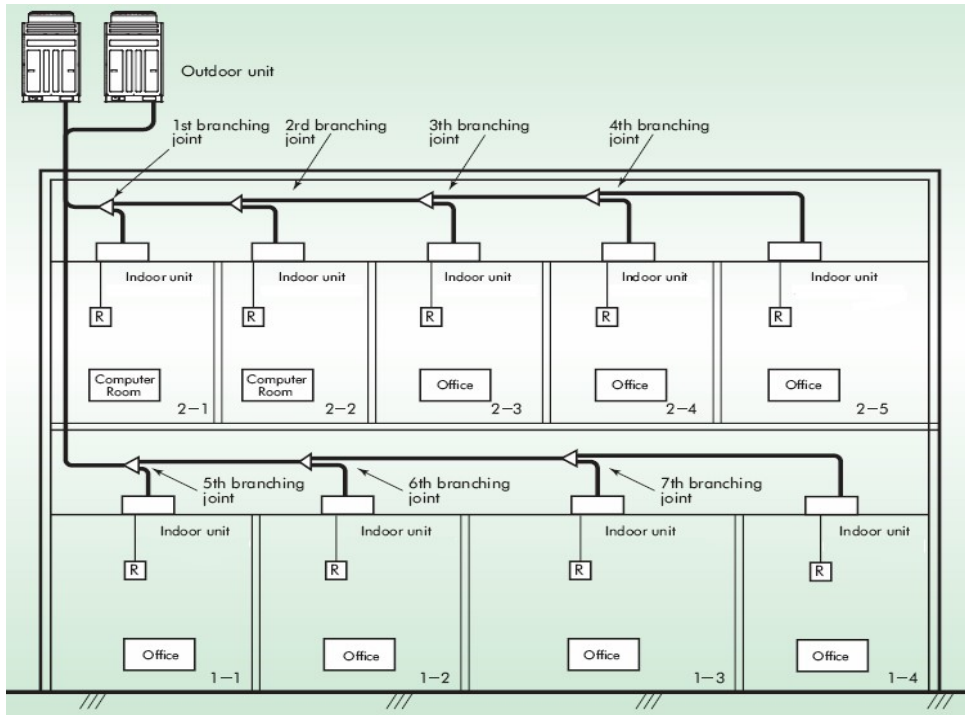 Outdoor unit
1st branching
joint
2rd branching
joint
3th branching
joint
4th branching
joint
Indoor unit
Indoor unit
Indoor unit
Indoor unit
Indoor unit
R
R
R
R
R
Computer
Room
Computer
Room
Office
Office
Office
2-1
2-2
2-3
2-4
2-5
5th branching
joint
6th branching
joint
7th branching
joint
Indoor unit
Indoor unit
Indoor unit
Indoor unit
R
R
R
R
Office
Office
Office
Office
1-1
1-2
1-3
1-4